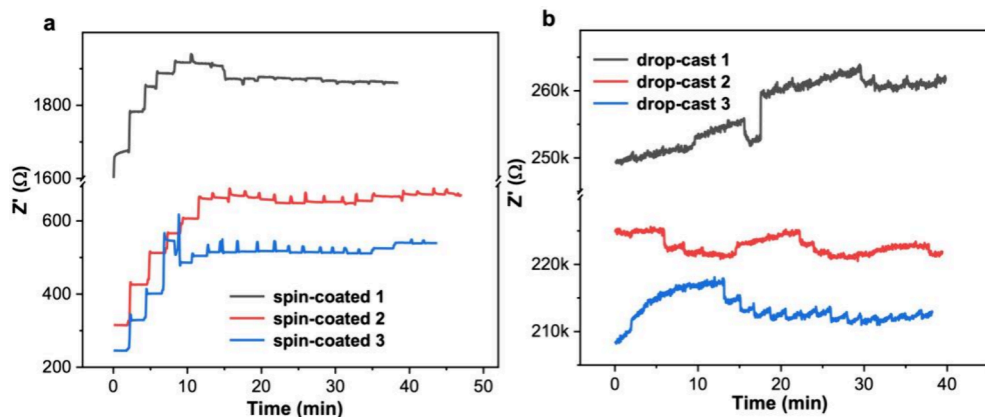 a
Z' (Ω)
1800
1600
600
400
200
spin-coated 1
spin-coated 2
spin-coated 3
0 10 20 30 40 50
Time (min)
b
Z' (Ω)
260k
250k
220k
210k
drop-cast 1
drop-cast 2
drop-cast 3
0 10 20 30 40
Time (min)